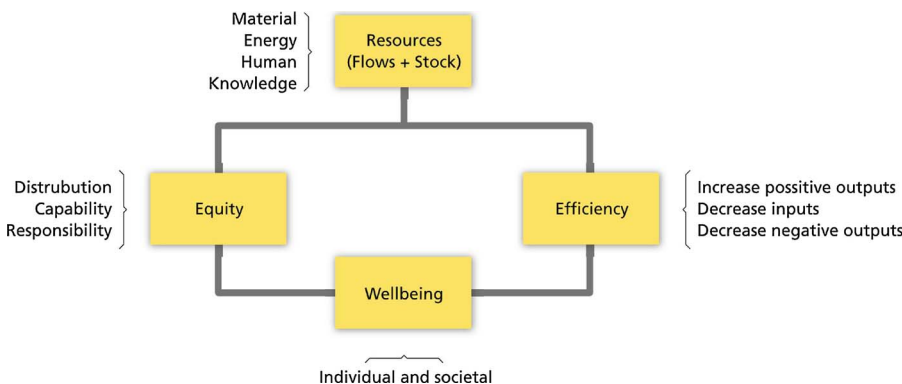 Material
Energy
Human
Knowledge
Resources
(Flows + Stock)
Distrubution
Capability
Responsibility
Equity
Efficiency
Increase possitive outputs
Decrease inputs
Decrease negative outputs
Wellbeing
Individual and societal